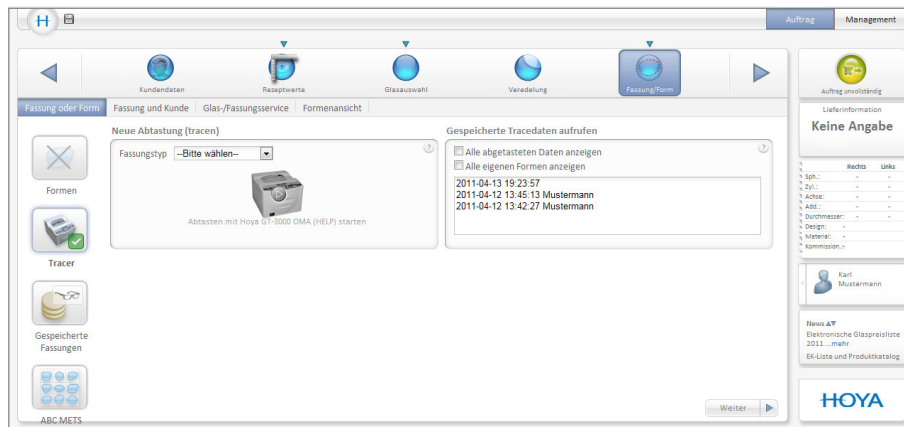 H
Auftrag Management
Kundendaten Rezeptwerte Glasauswahl Veredelung Fassung/Form
Auftrag unvollständig
Fassung oder Form Fassung und Kunde Glas-/Fassungsservice Formenansicht
Lieferinformation
Keine Angabe
Neue Abtastung (tracen)
Fassungstyp --Bitte wählen--
?
Abtasten mit Hoya GT-3000 OMA (HELP) starten
Gespeicherte Tracedaten aufrufen
Alle abgetasteten Daten anzeigen
?
Alle eigenen Formen anzeigen
2011-04-13 19:23:57
2011-04-12 13:45:13 Mustermann
2011-04-12 13:42:27 Mustermann
Formen
Tracer
Gespeicherte
Fassungen
ABC METS
Weiter
Rechts Links
Sph.: - -
Zyl.: - -
Achse: - -
Add.: - -
Durchmesser: - -
Design: -
Material: -
Kommission.:-
Karl
Mustermann
News
Elektronische Glaspreisliste
2011 ...mehr
EK-Liste und Produktkatalog
HOYA